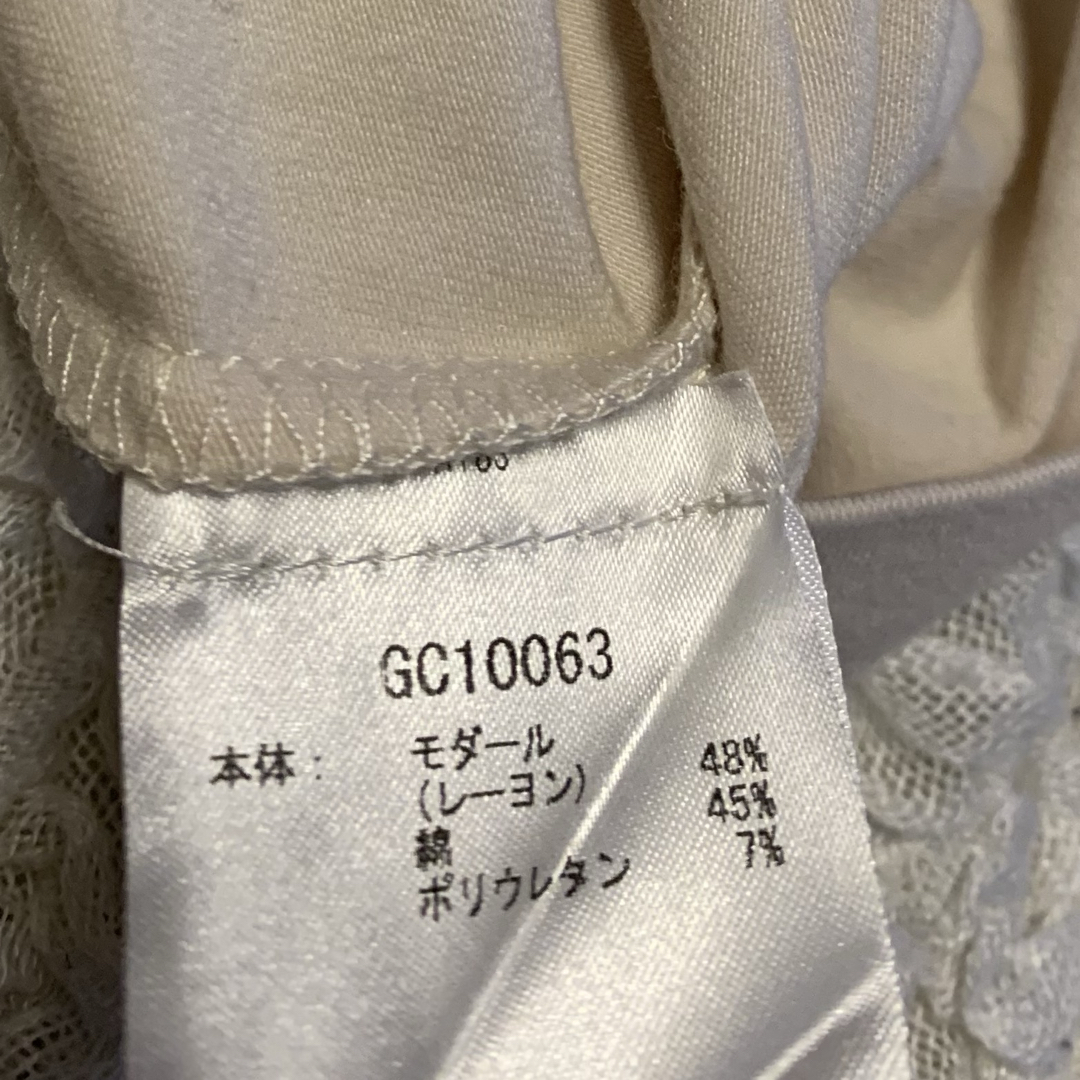 GC10063
本体: モダール 48%
(レーヨン) 45%
綿 7%
ポリウレタン